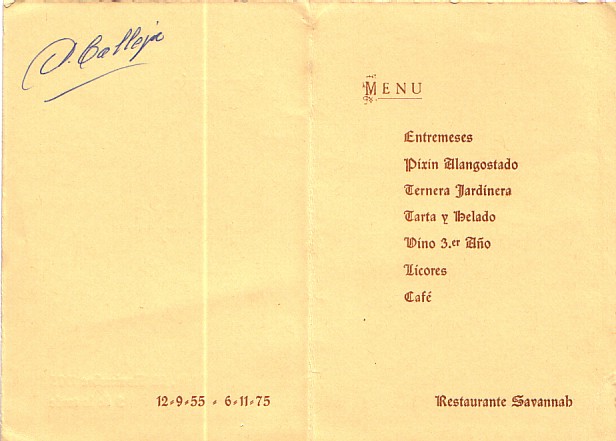 D. Calleja
12-9-55 - 6-11-75
MENU
Entremeses
Pixin Alangostado
Ternera Jardinera
Tarta y Helado
Vino 3.er Año
Licores
Café
Restaurante Savannah